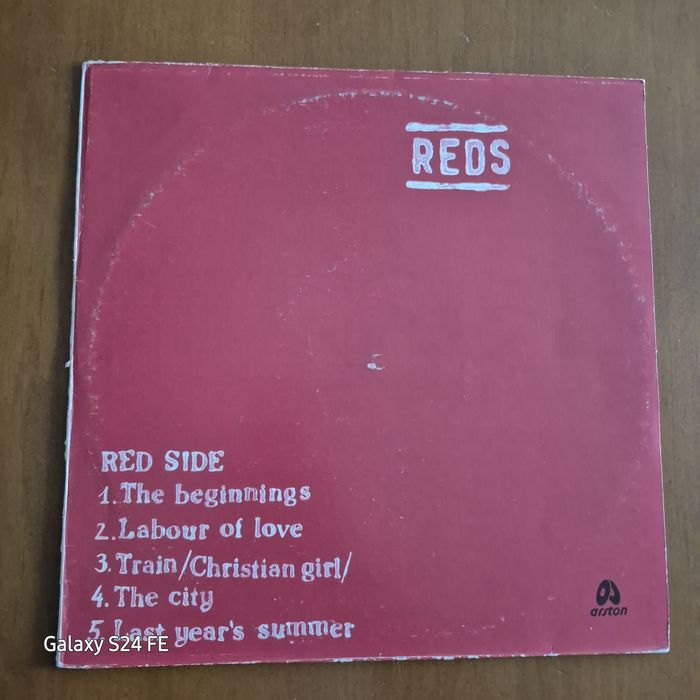 REDS
RED SIDE
1. The beginnings
2. Labour of love
3. Train/Christian girl/
4. The city
5. Last year's summer
arston
Galaxy S24 FE